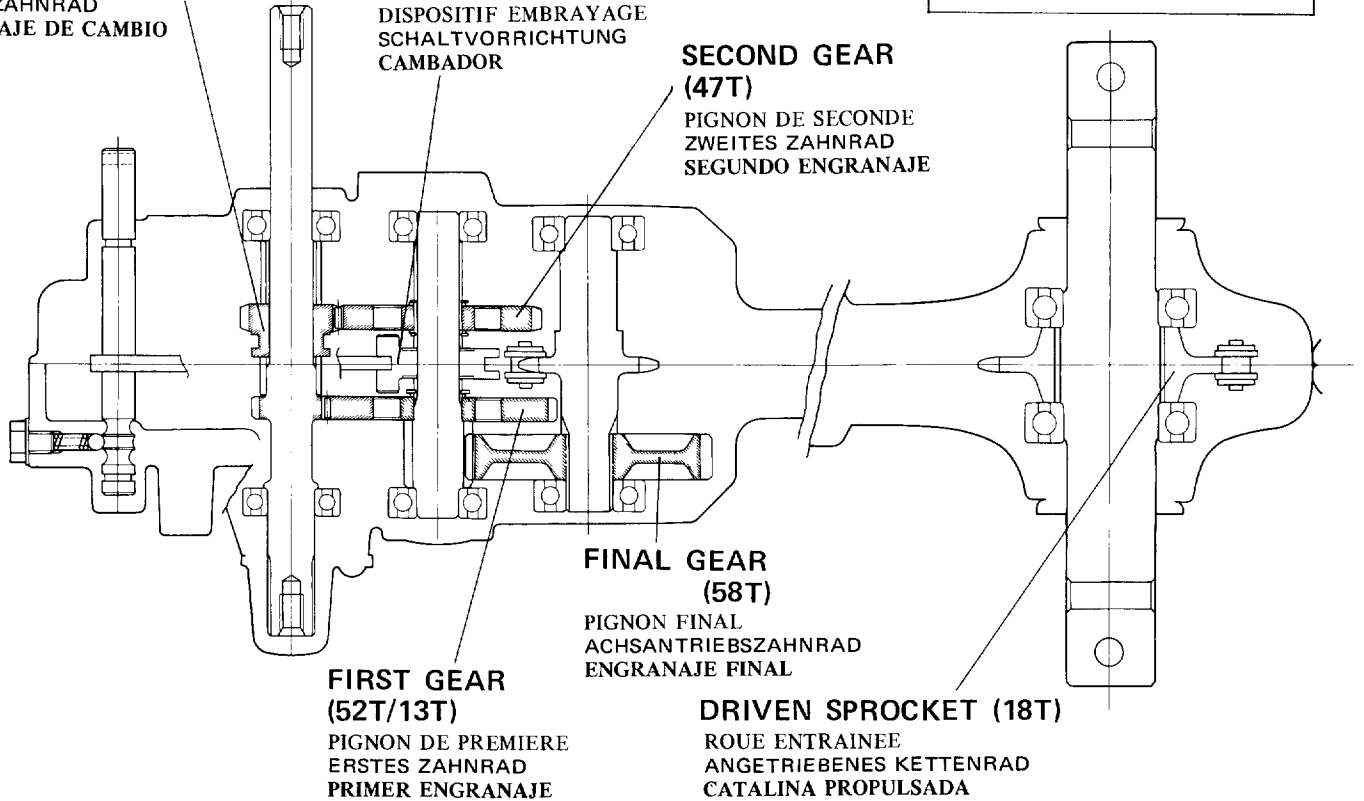 ZAHNRAD
AJE DE CAMBIO
DISPOSITIF EMBRAYAGE
SCHALTVORRICHTUNG
CAMBADOR
SECOND GEAR
(47T)
PIGNON DE SECONDE
ZWEITES ZAHNRAD
SEGUNDO ENGRANAJE
FINAL GEAR
(58T)
PIGNON FINAL
ACHSANTRIEBSZAHNRAD
ENGRANAJE FINAL
FIRST GEAR
(52T/13T)
PIGNON DE PREMIERE
ERSTES ZAHNRAD
PRIMER ENGRANAJE
DRIVEN SPROCKET (18T)
ROUE ENTRAINEE
ANGETRIEBENES KETTENRAD
CATALINA PROPULSADA